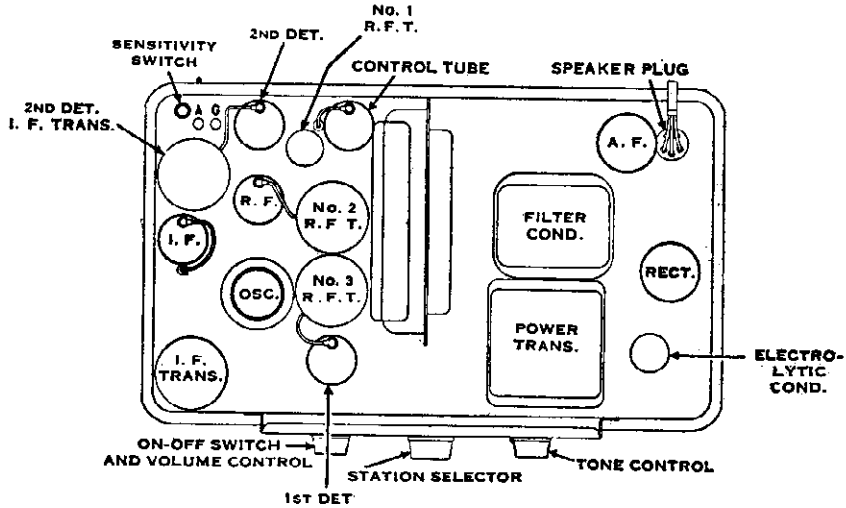 No. 1
R. F. T.
2ND DET.
SENSITIVITY
SWITCH
CONTROL TUBE
SPEAKER PLUG
2ND DET.
I. F. TRANS.
A G
A. F.
R. F.
No. 2
R. F T.
FILTER
COND.
I. F.
OSC.
No. 3
R. F. T.
RECT.
POWER
TRANS.
I. F.
TRANS.
ELECTRO-
LYTIC
COND.
ON-OFF SWITCH
AND VOLUME CONTROL
STATION SELECTOR
TONE CONTROL
1ST DET